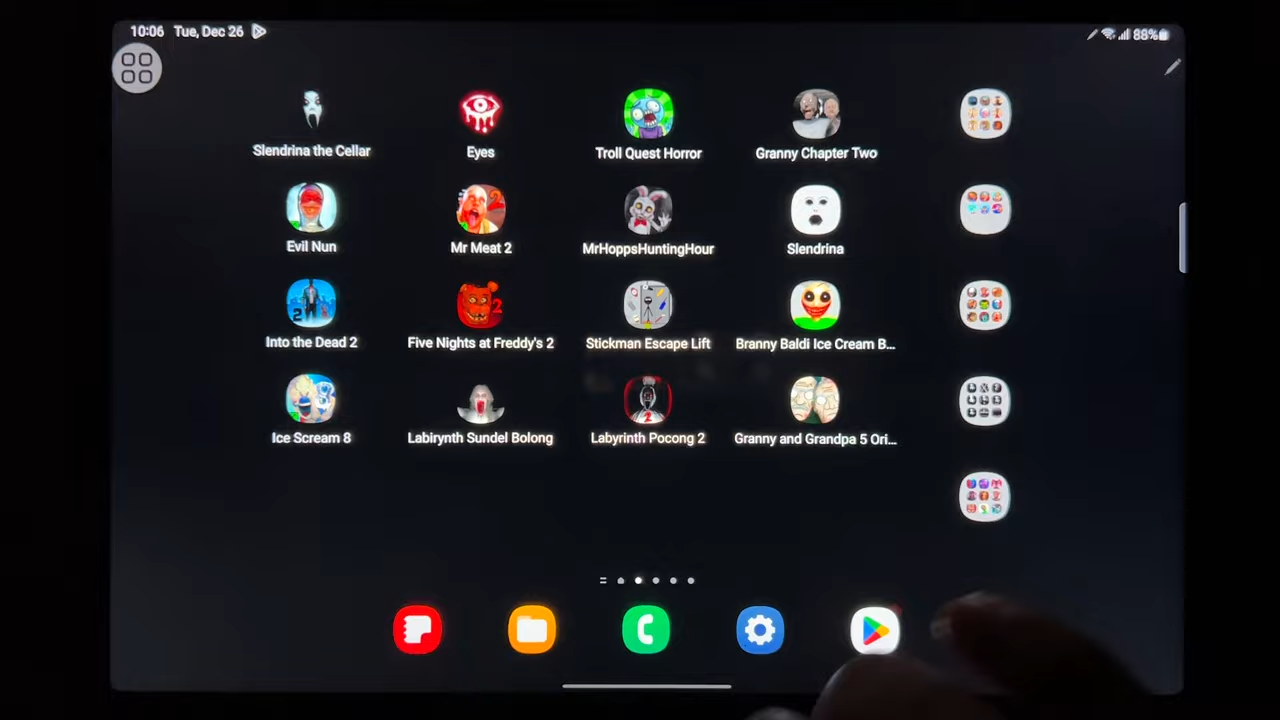 10:06 Tue, Dec 26
88%
Slendrina the Cellar
Eyes
Troll Quest Horror
Granny Chapter Two
Evil Nun
Mr Meat 2
MrHoppsHuntingHour
Slendrina
Into the Dead 2
Five Nights at Freddy's 2
Stickman Escape Lift
Branny Baldi Ice Cream B...
Ice Scream 8
Labirynth Sundel Bolong
Labyrinth Pocong 2
Granny and Grandpa 5 Ori...